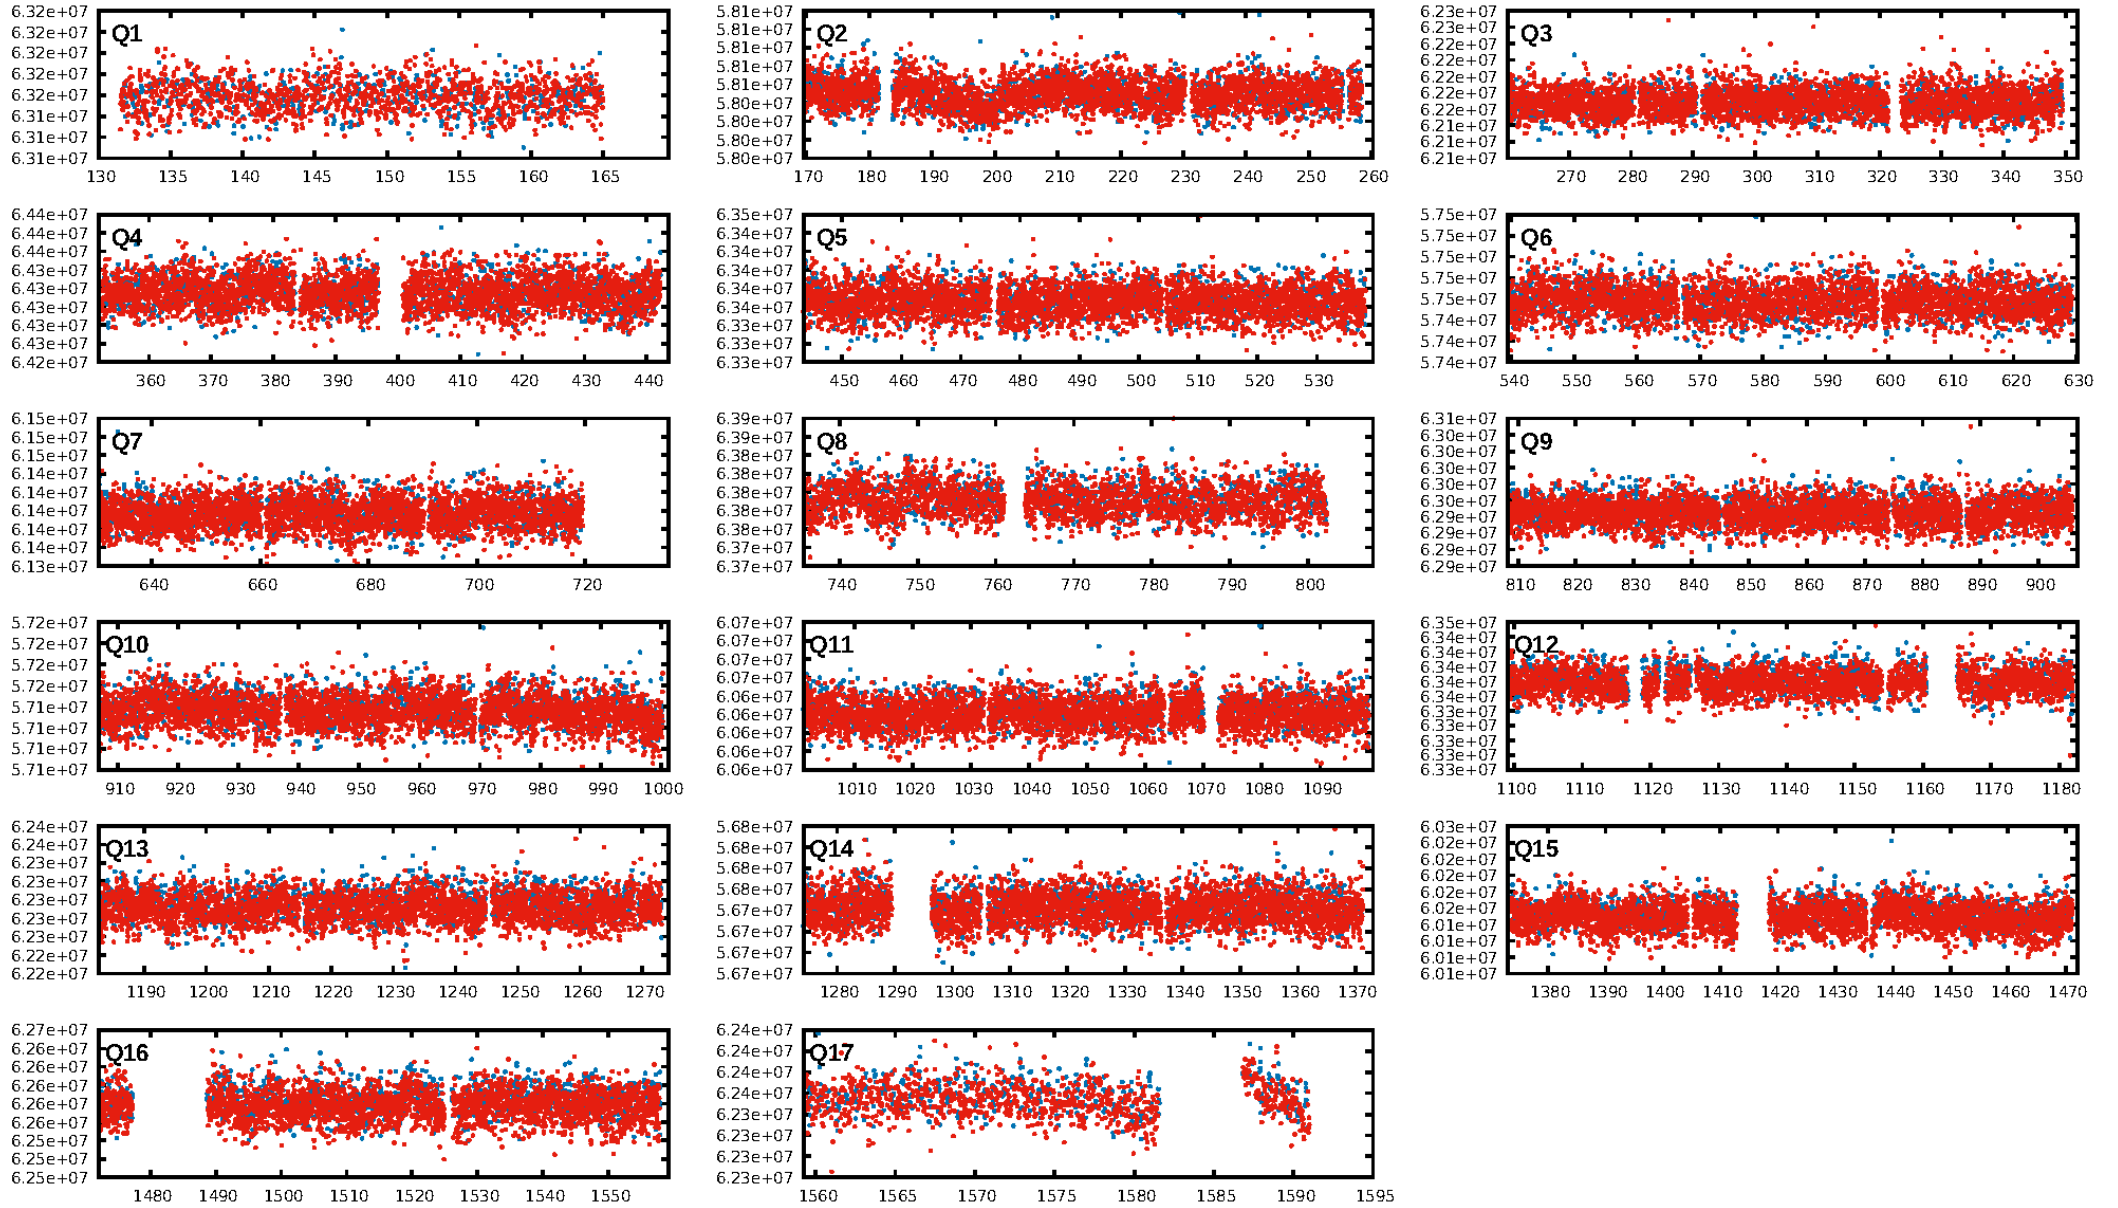 Q1
6.32e+07
6.32e+07
6.32e+07
6.32e+07
6.32e+07
6.31e+07
6.31e+07
6.31e+07
130 135 140 145 150 155 160 165
Q2
5.81e+07
5.81e+07
5.81e+07
5.81e+07
5.81e+07
5.80e+07
5.80e+07
5.80e+07
5.80e+07
170 180 190 200 210 220 230 240 250 260
Q3
6.23e+07
6.23e+07
6.22e+07
6.22e+07
6.22e+07
6.22e+07
6.22e+07
6.21e+07
6.21e+07
6.21e+07
270 280 290 300 310 320 330 340 350
Q4
6.44e+07
6.44e+07
6.44e+07
6.43e+07
6.43e+07
6.43e+07
6.43e+07
6.43e+07
6.42e+07
360 370 380 390 400 410 420 430 440
Q5
6.35e+07
6.34e+07
6.34e+07
6.34e+07
6.34e+07
6.34e+07
6.33e+07
6.33e+07
6.33e+07
450 460 470 480 490 500 510 520 530
Q6
5.75e+07
5.75e+07
5.75e+07
5.75e+07
5.75e+07
5.74e+07
5.74e+07
5.74e+07
540 550 560 570 580 590 600 610 620 630
Q7
6.15e+07
6.15e+07
6.15e+07
6.14e+07
6.14e+07
6.14e+07
6.14e+07
6.14e+07
6.13e+07
640 660 680 700 720
Q8
6.39e+07
6.39e+07
6.38e+07
6.38e+07
6.38e+07
6.38e+07
6.38e+07
6.37e+07
6.37e+07
740 750 760 770 780 790 800
Q9
6.31e+07
6.30e+07
6.30e+07
6.30e+07
6.30e+07
6.30e+07
6.29e+07
6.29e+07
6.29e+07
6.29e+07
810 820 830 840 850 860 870 880 890 900
Q10
5.72e+07
5.72e+07
5.72e+07
5.72e+07
5.71e+07
5.71e+07
5.71e+07
5.71e+07
910 920 930 940 950 960 970 980 990 1000
Q11
6.07e+07
6.07e+07
6.07e+07
6.07e+07
6.06e+07
6.06e+07
6.06e+07
6.06e+07
6.06e+07
1010 1020 1030 1040 1050 1060 1070 1080 1090
Q12
6.35e+07
6.34e+07
6.34e+07
6.34e+07
6.34e+07
6.34e+07
6.33e+07
6.33e+07
6.33e+07
6.33e+07
6.33e+07
1100 1110 1120 1130 1140 1150 1160 1170 1180
Q13
6.24e+07
6.24e+07
6.23e+07
6.23e+07
6.23e+07
6.23e+07
6.23e+07
6.22e+07
6.22e+07
1190 1200 1210 1220 1230 1240 1250 1260 1270
Q14
5.68e+07
5.68e+07
5.68e+07
5.68e+07
5.67e+07
5.67e+07
5.67e+07
5.67e+07
1280 1290 1300 1310 1320 1330 1340 1350 1360 1370
Q15
6.03e+07
6.02e+07
6.02e+07
6.02e+07
6.02e+07
6.02e+07
6.01e+07
6.01e+07
6.01e+07
6.01e+07
1380 1390 1400 1410 1420 1430 1440 1450 1460 1470
Q16
6.27e+07
6.26e+07
6.26e+07
6.26e+07
6.26e+07
6.26e+07
6.25e+07
6.25e+07
6.25e+07
1480 1490 1500 1510 1520 1530 1540 1550
Q17
6.24e+07
6.24e+07
6.24e+07
6.24e+07
6.23e+07
6.23e+07
6.23e+07
6.23e+07
1560 1565 1570 1575 1580 1585 1590 1595